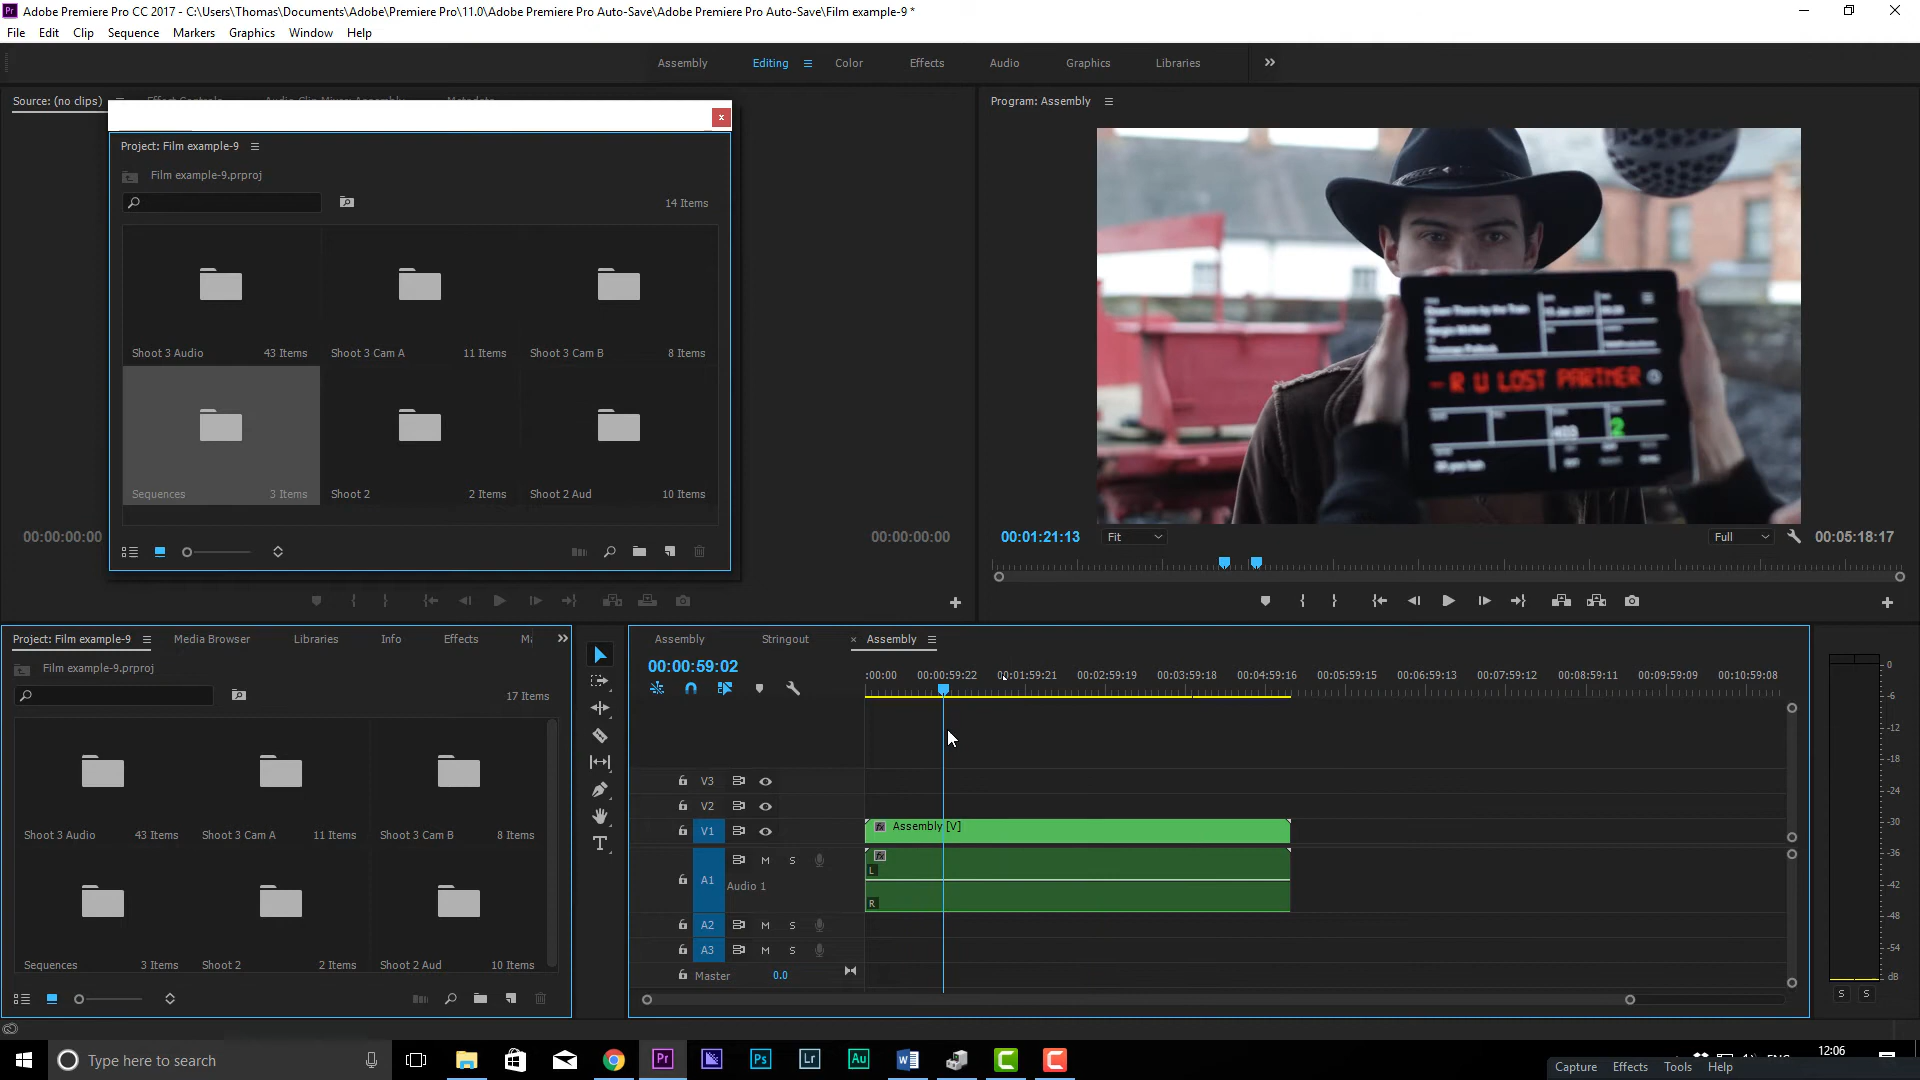 Adobe Premiere Pro CC 2017 - C:\Users\Thomas\Documents\Adobe\Premiere Pro\11.0\Adobe Premiere Pro Auto-Save\Adobe Premiere Pro Auto-Save\Film example-9 *
File Edit Clip Sequence Markers Graphics Window Help
Assembly Editing Color Effects Audio Graphics Libraries
Source: (no clips)
Program: Assembly
Project: Film example-9
Film example-9.prproj
14 Items
Shoot 3 Audio 43 Items Shoot 3 Cam A 11 Items Shoot 3 Cam B 8 Items
Sequences 3 Items Shoot 2 2 Items Shoot 2 Aud 10 Items
00:00:00:00 00:00:00:00
-R U LOST PARTNER
2
00:01:21:13 Fit Full 00:05:18:17
Project: Film example-9 Media Browser Libraries Info Effects
Film example-9.prproj
17 Items
Shoot 3 Audio 43 Items Shoot 3 Cam A 11 Items Shoot 3 Cam B 8 Items
Sequences 3 Items Shoot 2 2 Items Shoot 2 Aud 10 Items
Assembly Stringout × Assembly
00:00:59:02
:00:00 00:00:59:22 00:01:59:21 00:02:59:19 00:03:59:18 00:04:59:16 00:05:59:15 00:06:59:13 00:07:59:12 00:08:59:10 00:09:59:09 00:10:59:08
V3
V2
V1 fx Assembly [V]
M S fx
L
A1 Audio 1
R
A2 M S
A3 M S
Master 0.0
0
-6
-12
-18
-24
-30
-36
-42
-48
-54
dB
S S
Type here to search
Pr Ps Lr Au
12:06
Capture Effects Tools Help